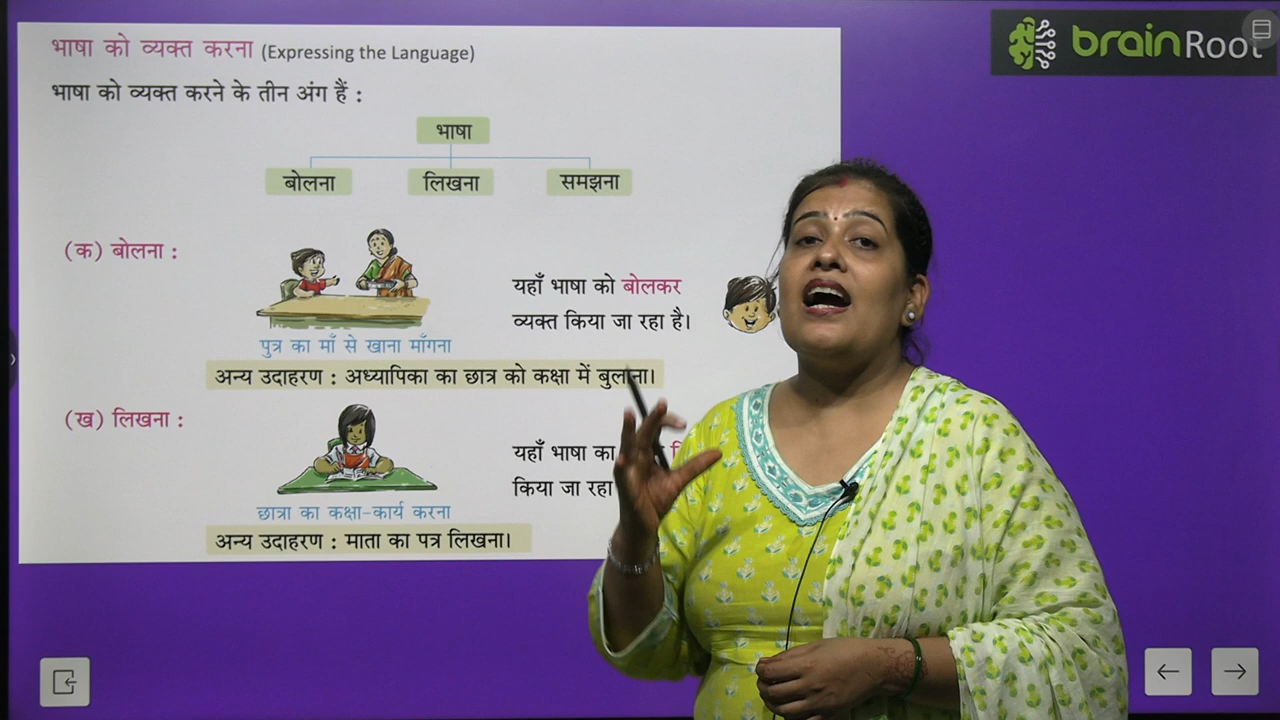 भाषा को व्यक्त करना (Expressing the Language)
brainRoot
भाषा को व्यक्त करने के तीन अंग हैं :
भाषा
बोलना लिखना समझना
(क) बोलना :
यहाँ भाषा को बोलकर
व्यक्त किया जा रहा है।
पुत्र का माँ से खाना माँगना
अन्य उदाहरण : अध्यापिका का छात्र को कक्षा में बुलाना।
(ख) लिखना :
यहाँ भाषा का
किया जा रहा
छात्रा का कक्षा-कार्य करना
अन्य उदाहरण : माता का पत्र लिखना।